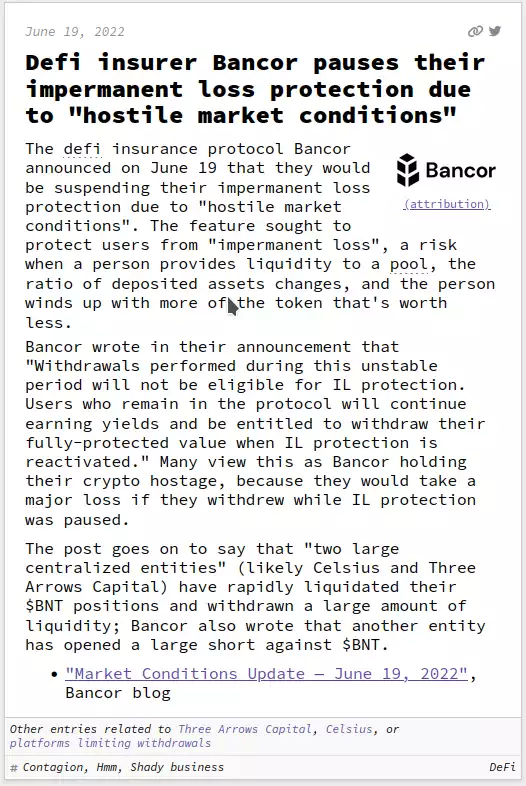 June 19, 2022
Defi insurer Bancor pauses their
impermanent loss protection due
to "hostile market conditions"
The defi insurance protocol Bancor
announced on June 19 that they would
be suspending their impermanent loss
protection due to "hostile market
conditions". The feature sought to
protect users from "impermanent loss", a risk
when a person provides liquidity to a pool, the
ratio of deposited assets changes, and the person
winds up with more of the token that's worth
less.
Bancor
(attribution)
Bancor wrote in their announcement that
"Withdrawals performed during this unstable
period will not be eligible for IL protection.
Users who remain in the protocol will continue
earning yields and be entitled to withdraw their
fully-protected value when IL protection is
reactivated." Many view this as Bancor holding
their crypto hostage, because they would take a
major loss if they withdrew while IL protection
was paused.
The post goes on to say that "two large
centralized entities" (likely Celsius and Three
Arrows Capital) have rapidly liquidated their
$BNT positions and withdrawn a large amount of
liquidity; Bancor also wrote that another entity
has opened a large short against $BNT.
• "Market Conditions Update — June 19, 2022",
Bancor blog
Other entries related to Three Arrows Capital, Celsius, or
platforms limiting withdrawals
# Contagion, Hmm, Shady business
DeFi